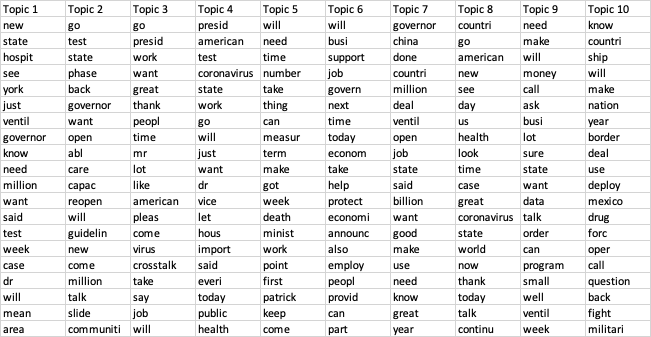 Topic 1 Topic 2 Topic 3 Topic 4 Topic 5 Topic 6 Topic 7 Topic 8 Topic 9 Topic 10
new go go presid will will governor countri need know
state test presid american need busi china go make countri
hospit state work test time support done american will ship
see phase want coronavirus number job countri new money will
york back great state take govern million see call make
just governor thank work thing next deal day ask nation
ventil want peopl go can time ventil us busi year
governor open time will measur today open health lot border
know abl mr just term econom job look sure deal
need care lot want make take state time state use
million capac like dr got help said case want deploy
want reopen american vice week protect billion great data mexico
said will pleas let death economi want coronavirus talk drug
test guidelin come hous minist announc good state order forc
week new virus import work also make world can oper
case come crosstalk said point employ use now program call
dr million take everi first peopl need thank small question
will talk say today patrick provid know today well back
mean slide job public keep can great talk ventil fight
area communiti will health come part year continu week militari